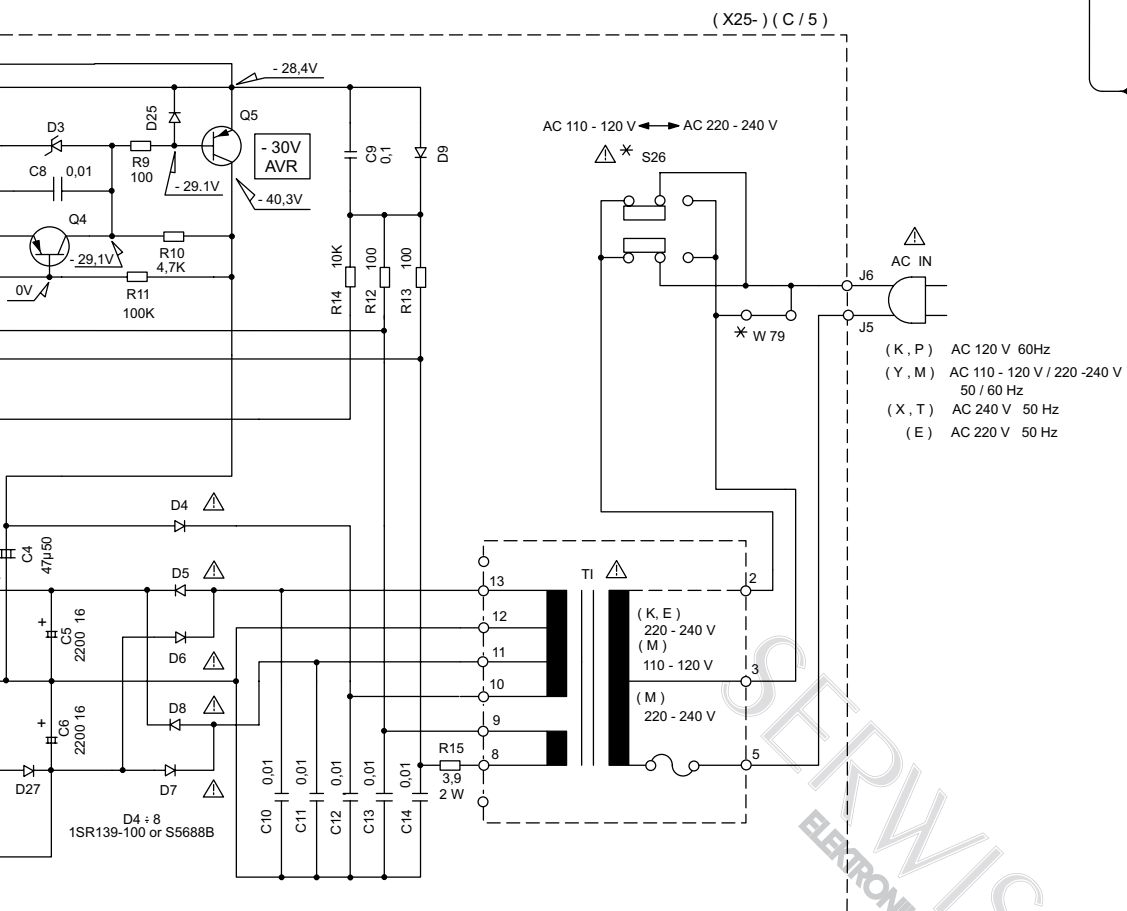 ( X25- ) ( C / 5 )
- 28,4V
D3
D25
Q5
- 30V
AVR
C8 0,01
R9
100
- 29.1V
- 40,3V
C9
0,1
D9
Q4
- 29,1V
R10
4,7K
0V
R11
100K
R14 10K
R12 100
R13 100
AC 110 - 120 V AC 220 - 240 V
* S26
AC IN
J6
J5
* W 79
( K , P ) AC 120 V 60Hz
( Y , M ) AC 110 - 120 V / 220 -240 V
50 / 60 Hz
( X , T ) AC 240 V 50 Hz
( E ) AC 220 V 50 Hz
D4
C4
47µ50
D5
+
C5
2200 16
D6
D8
+
C6
2200 16
D27
D7
D4 ÷ 8
1SR139-100 or S5688B
C10 0,01
C11 0,01
C12 0,01
C13 0,01
C14 0,01
R15
3,9
2 W
TI
13
12
11
10
9
8
2
3
5
( K, E )
220 - 240 V
( M )
110 - 120 V
( M )
220 - 240 V
SERWIS